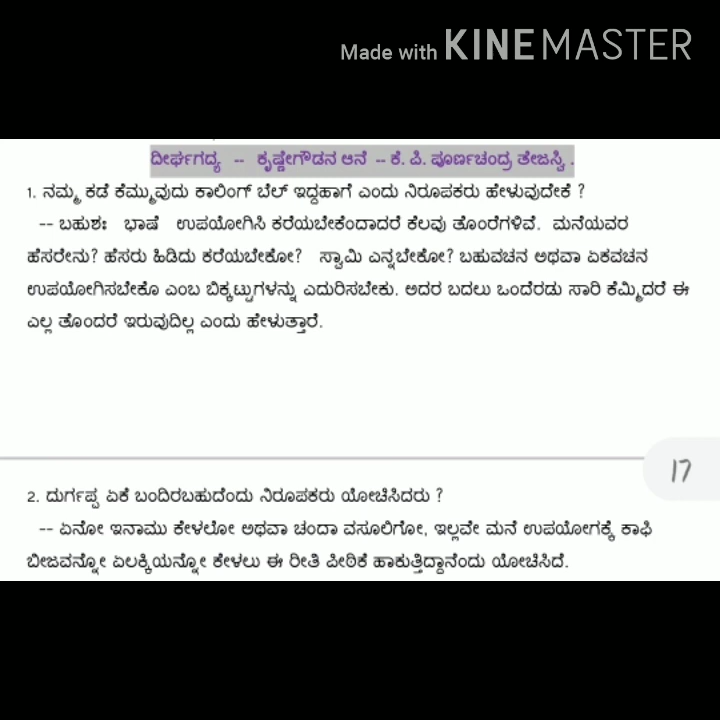 Made with KINEMASTER
ದೀರ್ಘಗದ್ಯ -- ಕೃಷ್ಣೇಗೌಡನ ಆನೆ -- ಕೆ. ಪಿ. ಪೂರ್ಣಚಂದ್ರ ತೇಜಸ್ವಿ .
1. ನಮ್ಮ ಕಡೆ ಕೆಮ್ಮುವುದು ಕಾಲಿಂಗ್ ಬೆಲ್ ಇದ್ದಹಾಗೆ ಎಂದು ನಿರೂಪಕರು ಹೇಳುವುದೇಕೆ ?
-- ಬಹುಶಃ ಭಾಷೆ ಉಪಯೋಗಿಸಿ ಕರೆಯಬೇಕೆಂದಾದರೆ ಕೆಲವು ತೊಂರೆಗಳಿವೆ. ಮನೆಯವರ
ಹೆಸರೇನು? ಹೆಸರು ಹಿಡಿದು ಕರೆಯಬೇಕೋ? ಸ್ವಾಮಿ ಎನ್ನಬೇಕೋ? ಬಹುವಚನ ಅಥವಾ ಏಕವಚನ
ಉಪಯೋಗಿಸಬೇಕೊ ಎಂಬ ಬಿಕ್ಕಟ್ಟುಗಳನ್ನು ಎದುರಿಸಬೇಕು. ಅದರ ಬದಲು ಒಂದೆರಡು ಸಾರಿ ಕೆಮ್ಮಿದರೆ ಈ
ಎಲ್ಲ ತೊಂದರೆ ಇರುವುದಿಲ್ಲ ಎಂದು ಹೇಳುತ್ತಾರೆ.
17
2. ದುರ್ಗಪ್ಪ ಏಕೆ ಬಂದಿರಬಹುದೆಂದು ನಿರೂಪಕರು ಯೋಚಿಸಿದರು ?
-- ಏನೋ ಇನಾಮು ಕೇಳಲೋ ಅಥವಾ ಚಂದಾ ವಸೂಲಿಗೋ, ಇಲ್ಲವೇ ಮನೆ ಉಪಯೋಗಕ್ಕೆ ಕಾಫಿ
ಬೀಜವನ್ನೋ ಏಲಕ್ಕಿಯನ್ನೋ ಕೇಳಲು ಈ ರೀತಿ ಪೀಠಿಕೆ ಹಾಕುತ್ತಿದ್ದಾನೆಂದು ಯೋಚಿಸಿದೆ.